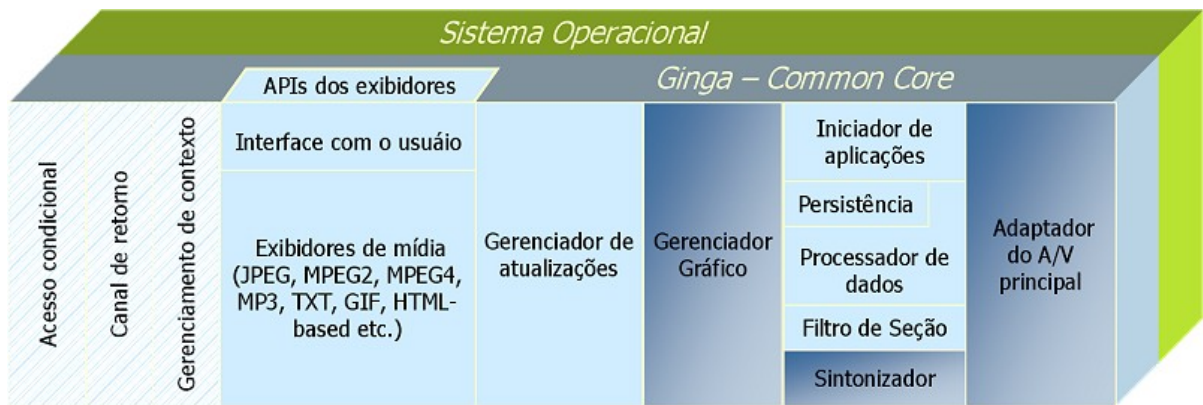 Sistema Operacional
APIs dos exibidores
Ginga – Common Core
Acesso condicional
Canal de retorno
Gerenciamento de contexto
Interface com o usuáio
Exibidores de mídia
(JPEG, MPEG2, MPEG4,
MP3, TXT, GIF, HTML-
based etc.)
Gerenciador de
atualizações
Gerenciador
Gráfico
Iniciador de
aplicações
Persistência
Processador de
dados
Filtro de Seção
Sintonizador
Adaptador
do A/V
principal